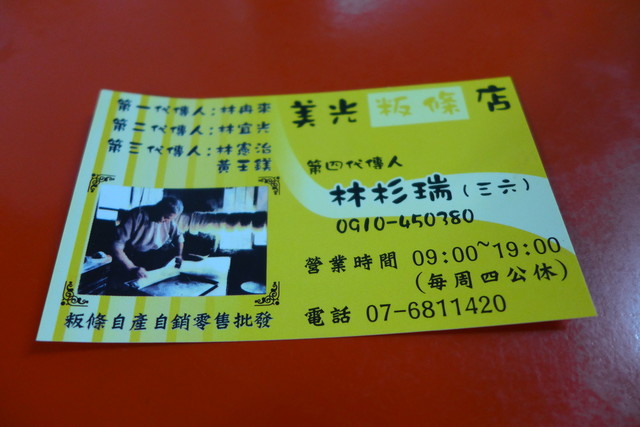 第一代傳人:林冉來
第二代傳人:林宜光
第三代傳人:林憲治
黃玉鎂
粄條自產自銷零售批發
美光粄條店
第四代傳人
林杉瑞(三六)
0910-450380
營業時間 09:00~19:00
(每周四公休)
電話 07-6811420